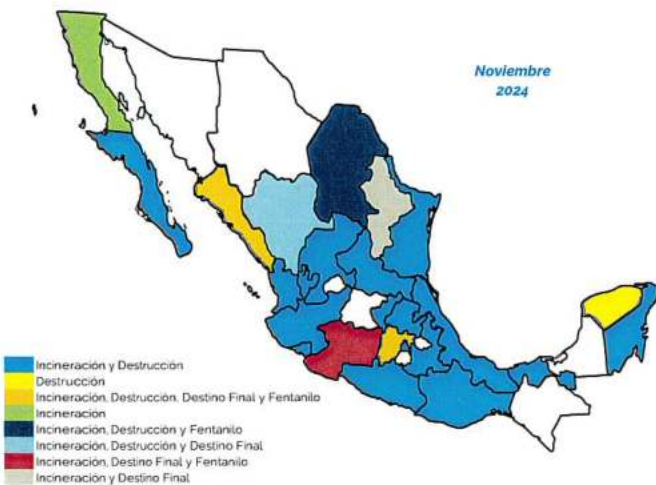 Noviembre
2024
Incineración y Destrucción
Destrucción
Incineración, Destrucción, Destino Final y Fentanilo
Incineracion
Incineración, Destrucción y Fentanilo
Incineración, Destrucción y Destino Final
Incineración, Destino Final y Fentanilo
Incineración y Destino Final